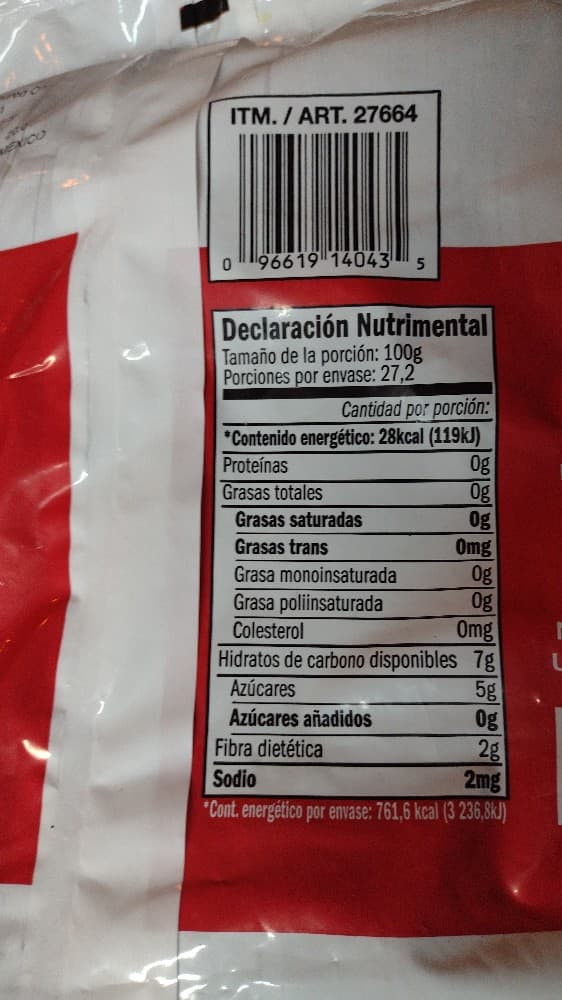 MEXICO
ITM. / ART. 27664
0 96619 14043 5
Declaración Nutrimental
Tamaño de la porción: 100g
Porciones por envase: 27,2
Cantidad por porción:
*Contenido energético: 28kcal (119kJ)
Proteínas 0g
Grasas totales 0g
Grasas saturadas 0g
Grasas trans 0mg
Grasa monoinsaturada 0g
Grasa poliinsaturada 0g
Colesterol 0mg
Hidratos de carbono disponibles 7g
Azúcares 5g
Azúcares añadidos 0g
Fibra dietética 2g
Sodio 2mg
*Cont. energético por envase: 761,6 kcal (3 236,8kJ)